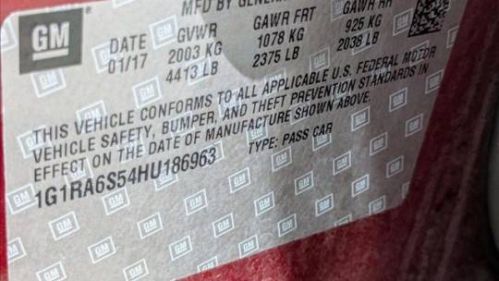 MFD BY GENER
GM
DATE GVWR GAWR FRT GAWR RR
01/17 2003 KG 1078 KG 925 KG
4413 LB 2375 LB 2038 LB
THIS VEHICLE CONFORMS TO ALL APPLICABLE U.S. FEDERAL MOTOR
VEHICLE SAFETY, BUMPER, AND THEFT PREVENTION STANDARDS IN
EFFECT ON THE DATE OF MANUFACTURE SHOWN ABOVE.
1G1RA6S54HU186963 TYPE: PASS CAR